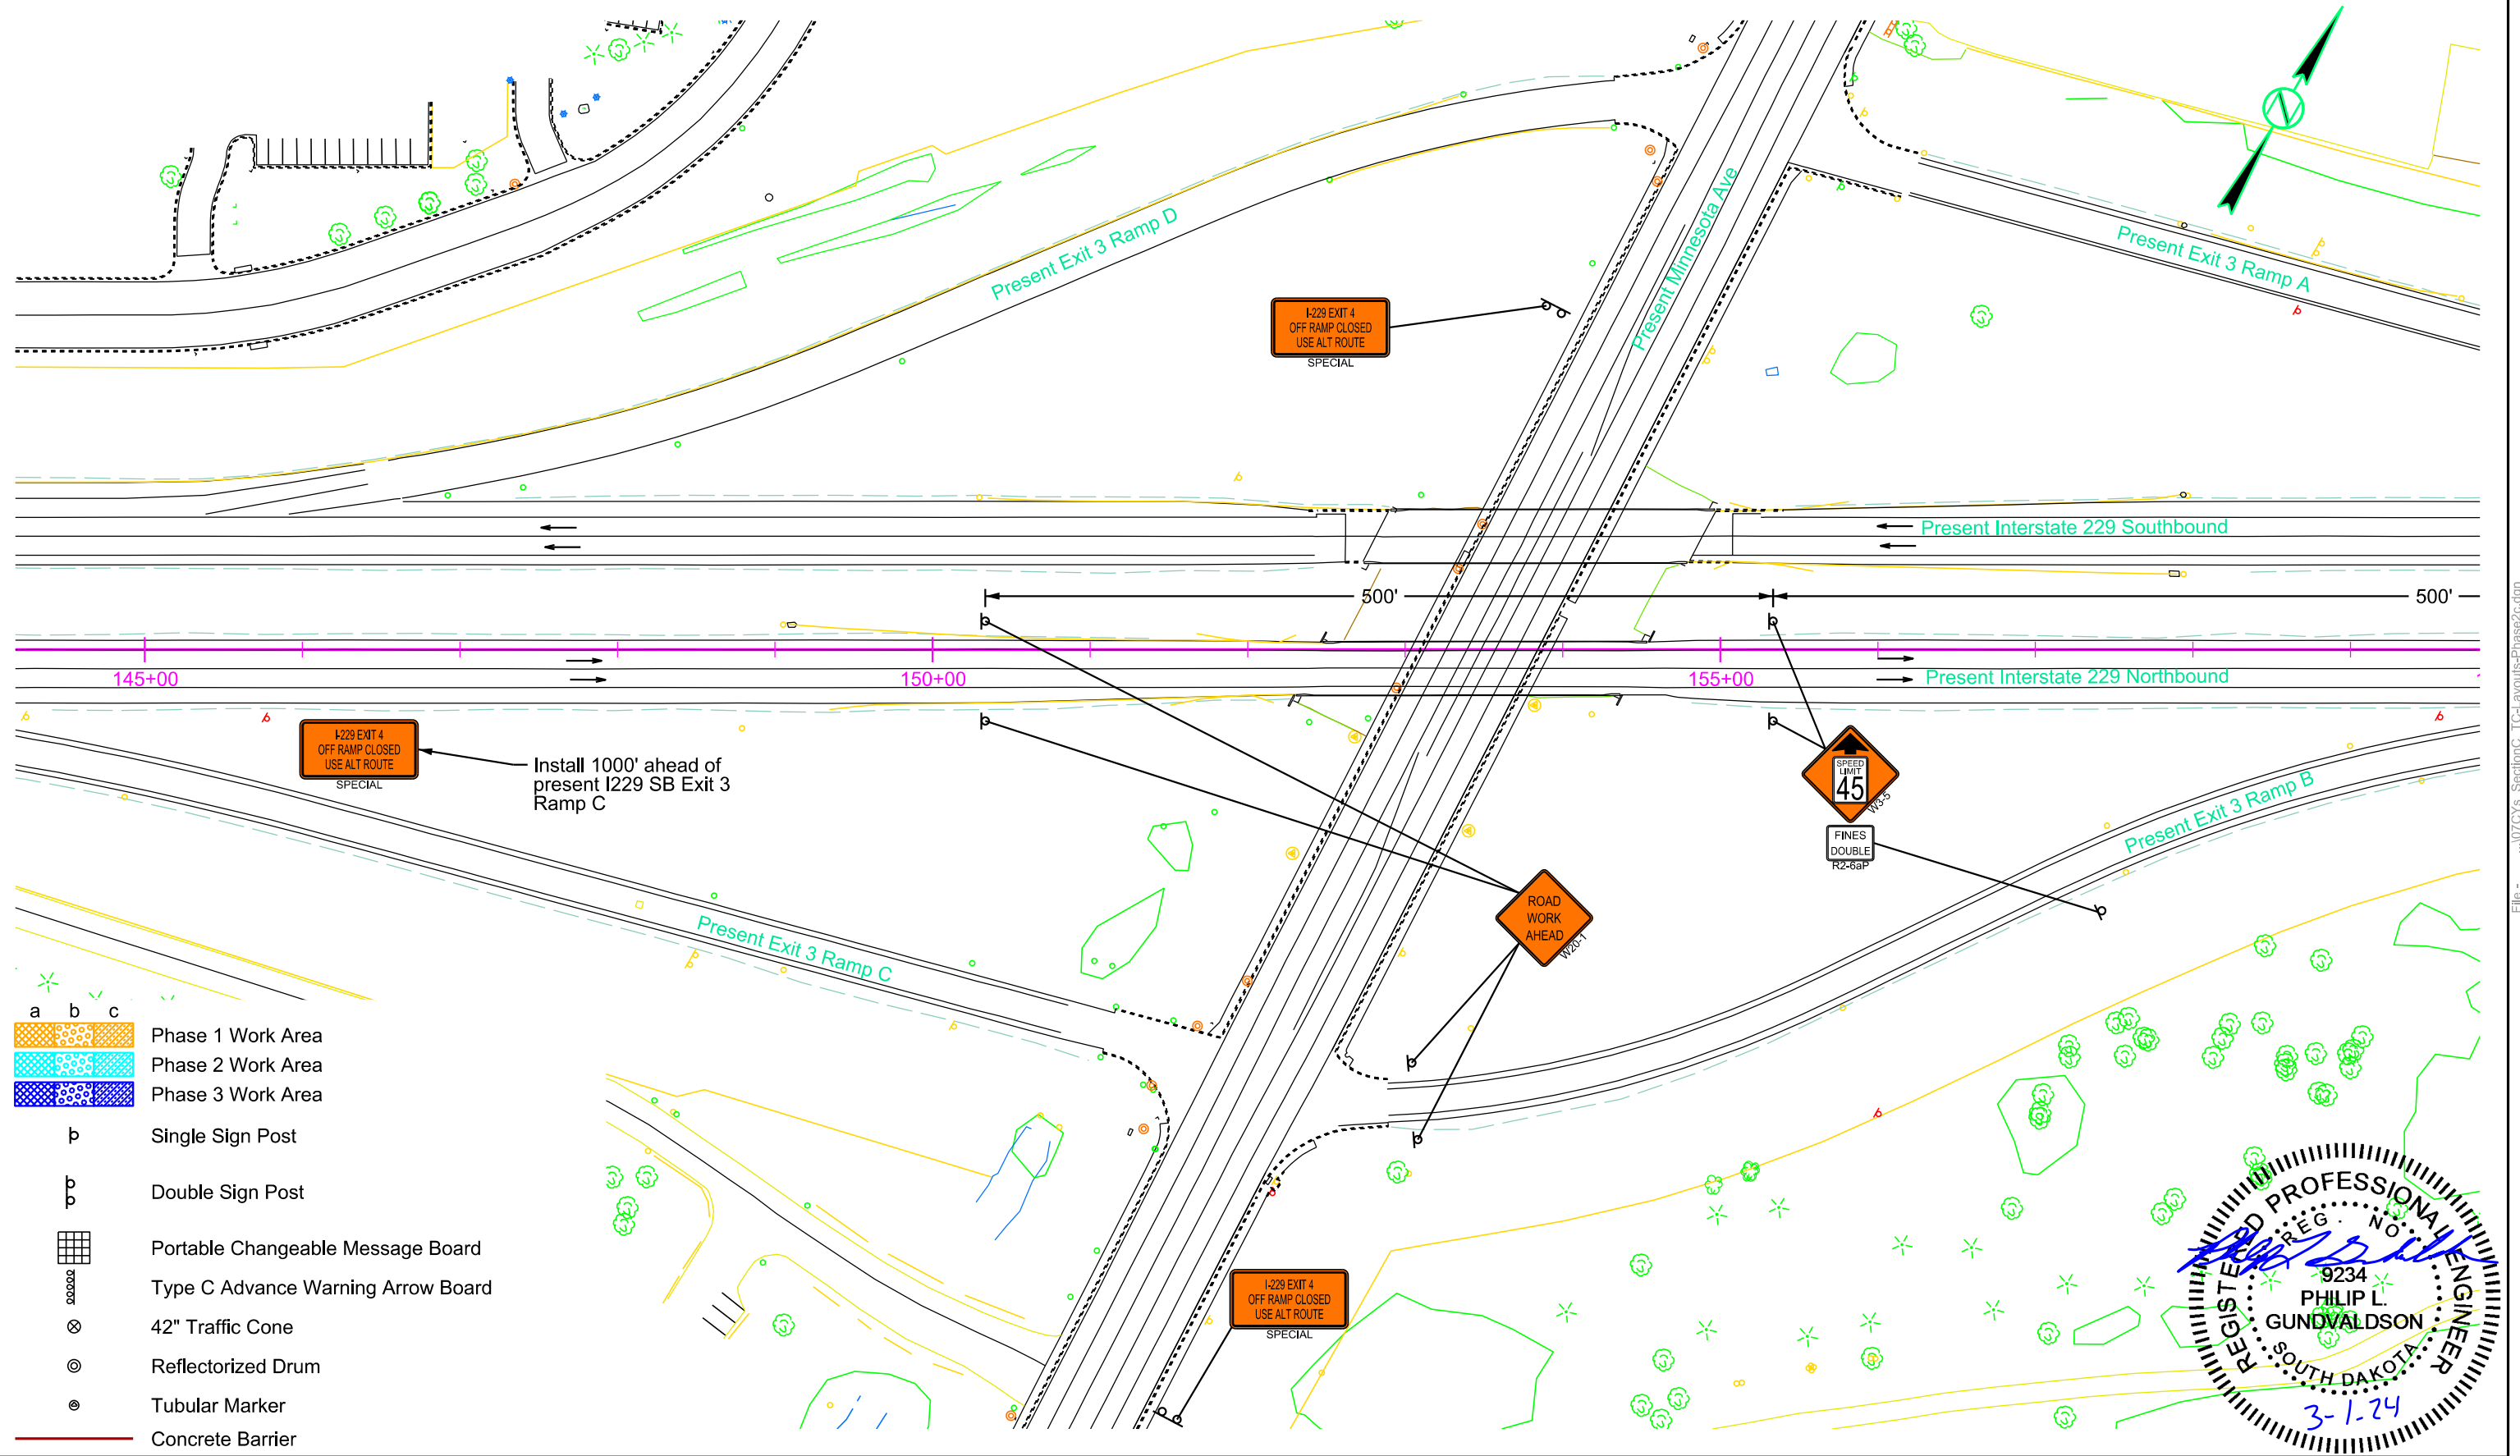 Present Exit 3 Ramp D
Present Minnesota Ave
Present Exit 3 Ramp A
I-229 EXIT 4
OFF RAMP CLOSED
USE ALT ROUTE
SPECIAL
Present Interstate 229 Southbound
500'
500'
145+00
150+00
155+00
Present Interstate 229 Northbound
I-229 EXIT 4
OFF RAMP CLOSED
USE ALT ROUTE
SPECIAL
Install 1000' ahead of
present I229 SB Exit 3
Ramp C
SPEED
LIMIT
45
W3-5
FINES
DOUBLE
R2-6aP
Present Exit 3 Ramp B
ROAD
WORK
AHEAD
W20-1
Present Exit 3 Ramp C
a b c
Phase 1 Work Area
Phase 2 Work Area
Phase 3 Work Area
Single Sign Post
Double Sign Post
Portable Changeable Message Board
Type C Advance Warning Arrow Board
42" Traffic Cone
Reflectorized Drum
Tubular Marker
Concrete Barrier
I-229 EXIT 4
OFF RAMP CLOSED
USE ALT ROUTE
SPECIAL
REGISTERED PROFESSIONAL ENGINEER
REG. NO.
9234
PHILIP L.
GUNDVALDSON
SOUTH DAKOTA
3-1-24